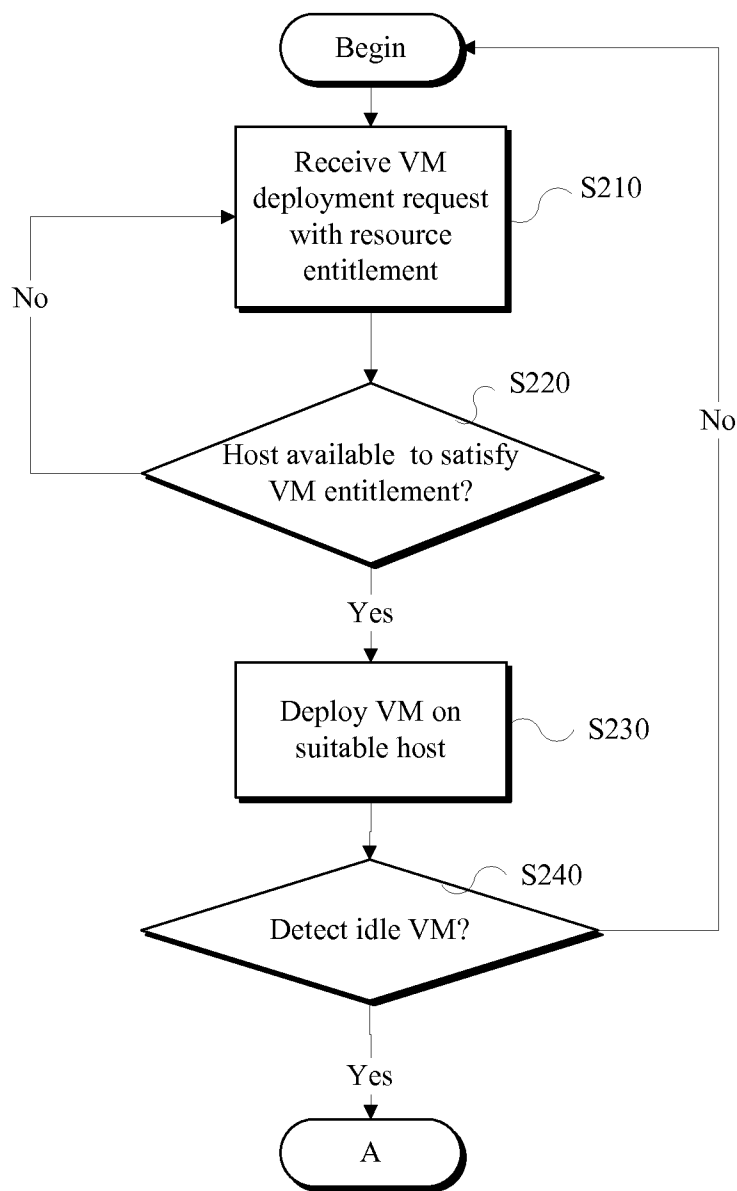 Begin
Receive VM
deployment request
with resource
entitlement
S210
No
S220
Host available to satisfy
VM entitlement?
No
Yes
Deploy VM on
suitable host
S230
S240
Detect idle VM?
Yes
A